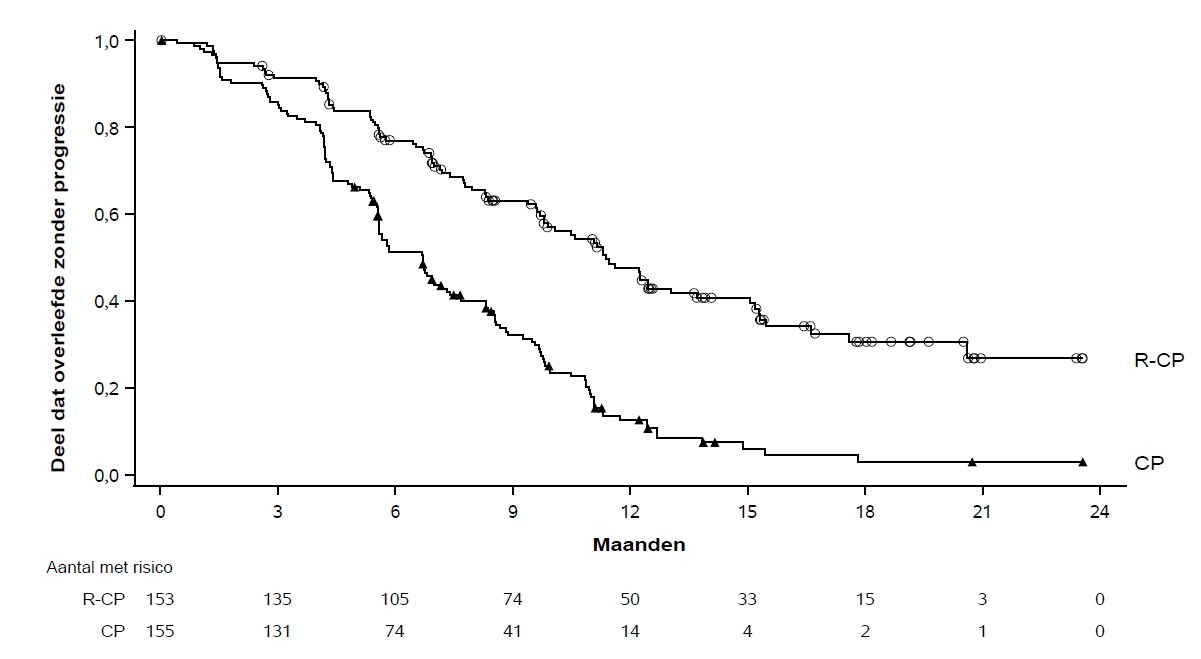 Deel dat overleefde zonder progressie
1,0
0,8
0,6
0,4
0,2
0,0
R-CP
CP
0 3 6 9 12 15 18 21 24
Maanden
Aantal met risico
R-CP 153 135 105 74 50 33 15 3 0
CP 155 131 74 41 14 4 2 1 0